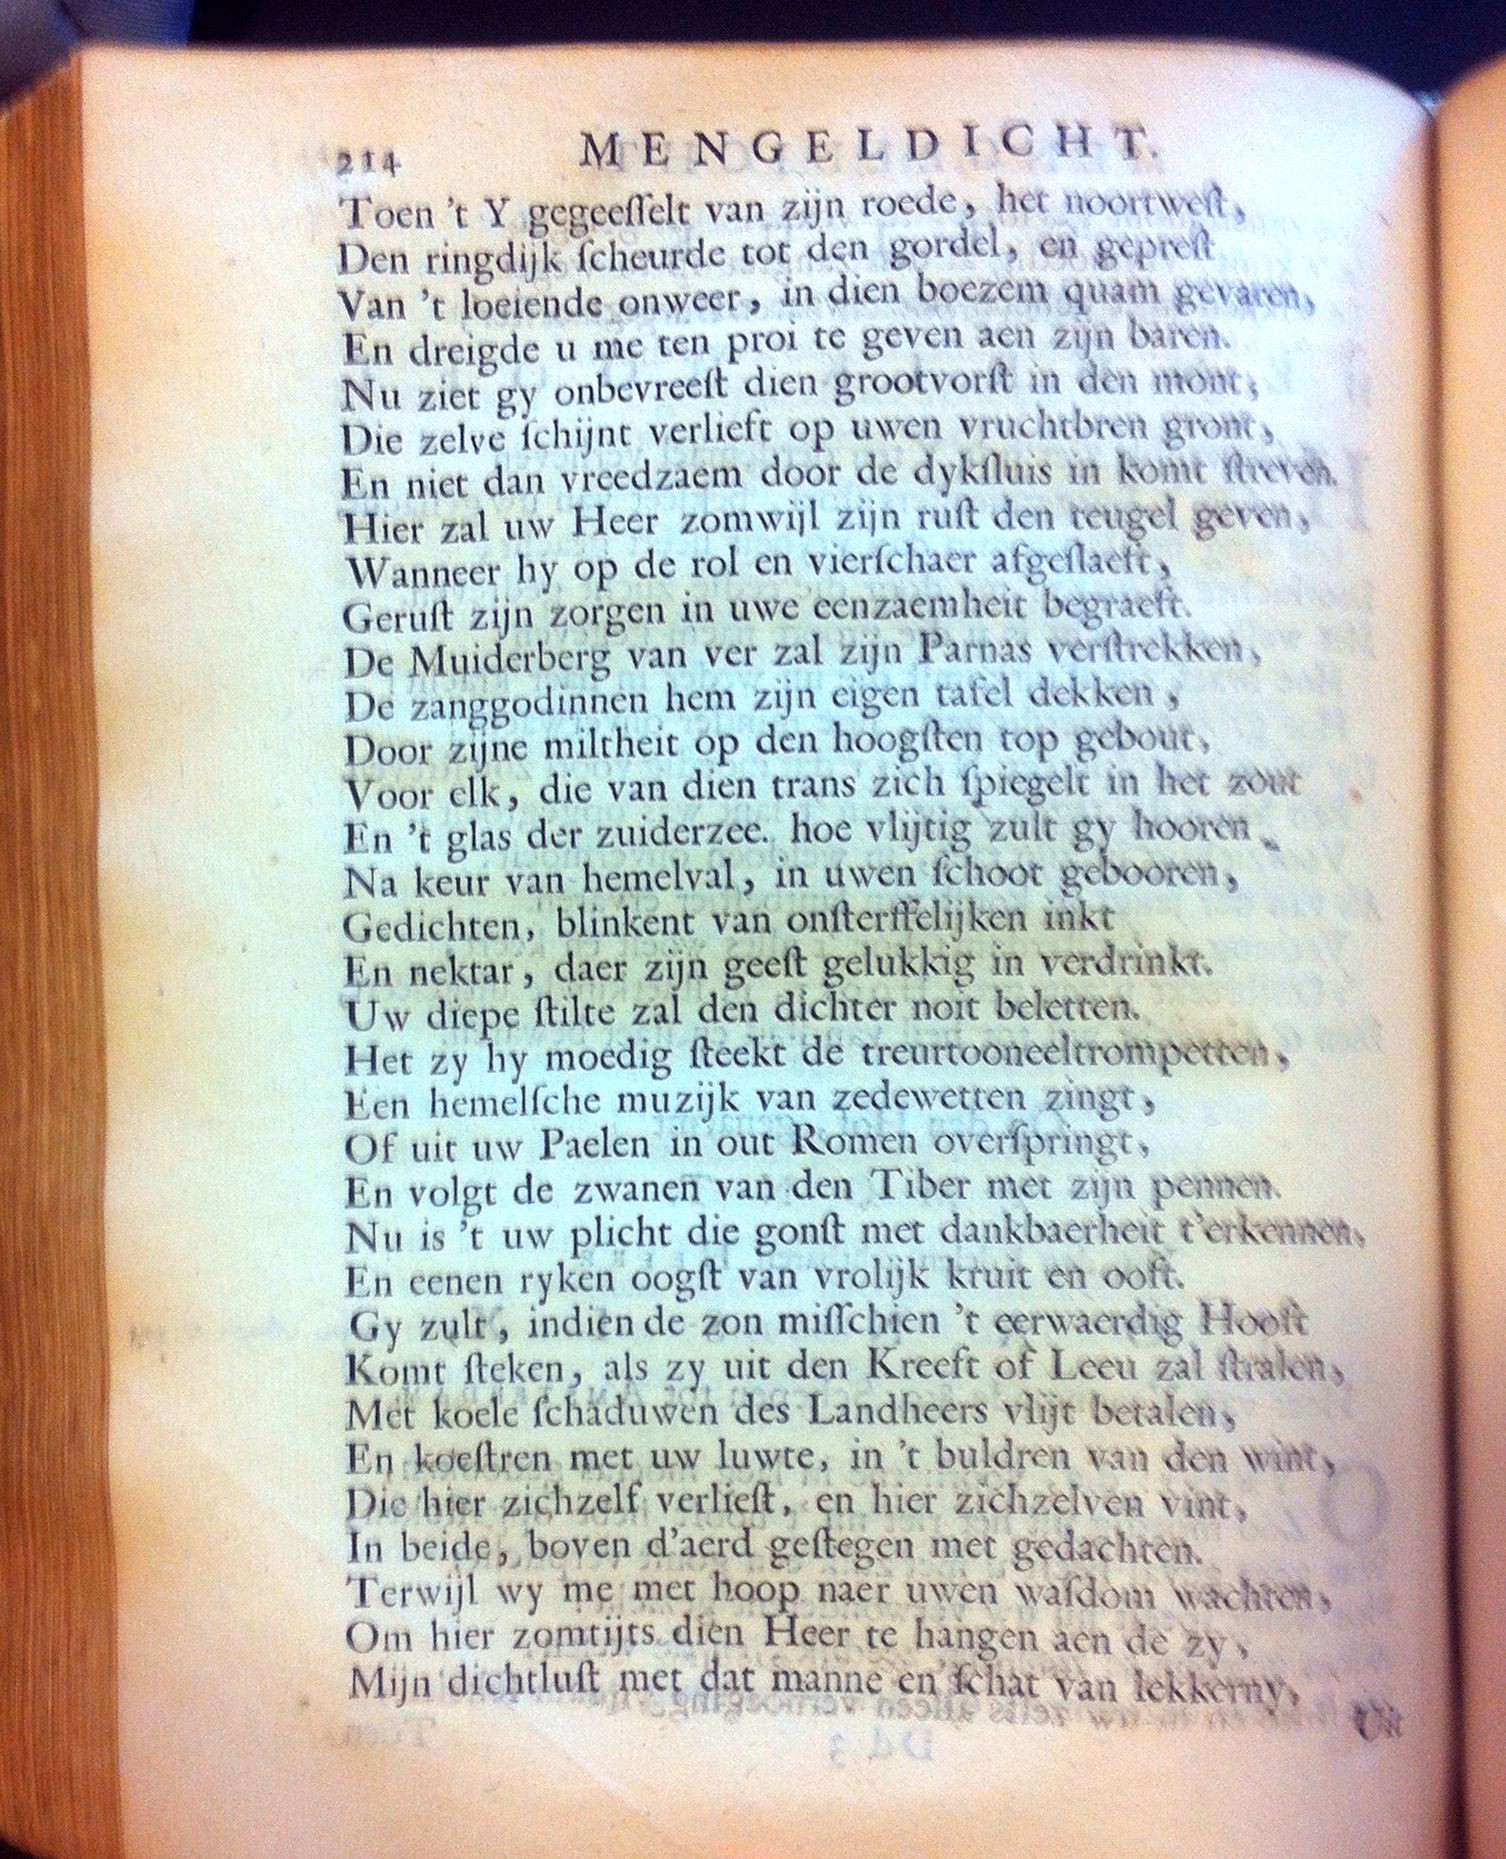 214 MENGELDICHT.
Toen 't Y gegeeſſelt van zijn roede, het noortweſt,
Den ringdijk ſcheurde tot den gordel, en gepreſt
Van 't loeiende onweer, in dien boezem quam gevaren,
En dreigde u me ten proi te geven aen zijn baren.
Nu ziet gy onbevreeſt dien grootvorſt in den mont,
Die zelve ſchijnt verlieft op uwen vruchtbren gront,
En niet dan vreedzaem door de dykſluis in komt ſtreven.
Hier zal uw Heer zomwijl zijn ruſt den teugel geven,
Wanneer hy op de rol en vierſchaer afgeſlaeft,
Geruſt zijn zorgen in uwe eenzaemheit begraeft.
De Muiderberg van ver zal zijn Parnas verſtrekken,
De zanggodinnen hem zijn eigen tafel dekken,
Door zijne miltheit op den hoogſten top gebout,
Voor elk, die van dien trans zich ſpiegelt in het zout
En 't glas der zuiderzee. hoe vlijtig zult gy hooren
Na keur van hemelval, in uwen ſchoot gebooren,
Gedichten, blinkent van onſterffelijken inkt
En nektar, daer zijn geeſt gelukkig in verdrinkt.
Uw diepe ſtilte zal den dichter noit beletten.
Het zy hy moedig ſteekt de treurtooneeltrompetten,
Een hemelſche muzijk van zedewetten zingt,
Of uit uw Paelen in out Romen overſpringt,
En volgt de zwanen van den Tiber met zijn pennen.
Nu is 't uw plicht die gonſt met dankbaerheit t'erkennen,
En eenen ryken oogſt van vrolijk kruit en ooft.
Gy zult, indien de zon miſſchien 't eerwaerdig Hooft
Komt ſteken, als zy uit den Kreeft of Leeu zal ſtralen,
Met koele ſchaduwen des Landheers vlijt betalen,
En koeſtren met uw luwte, in 't buldren van den wint,
Die hier zichzelf verlieſt, en hier zichzelven vint,
In beide, boven d'aerd geſtegen met gedachten.
Terwijl wy me met hoop naer uwen waſdom wachten,
Om hier zomtijts dien Heer te hangen aen de zy,
Mijn dichtluſt met dat manne en ſchat van lekkerny,
Uit